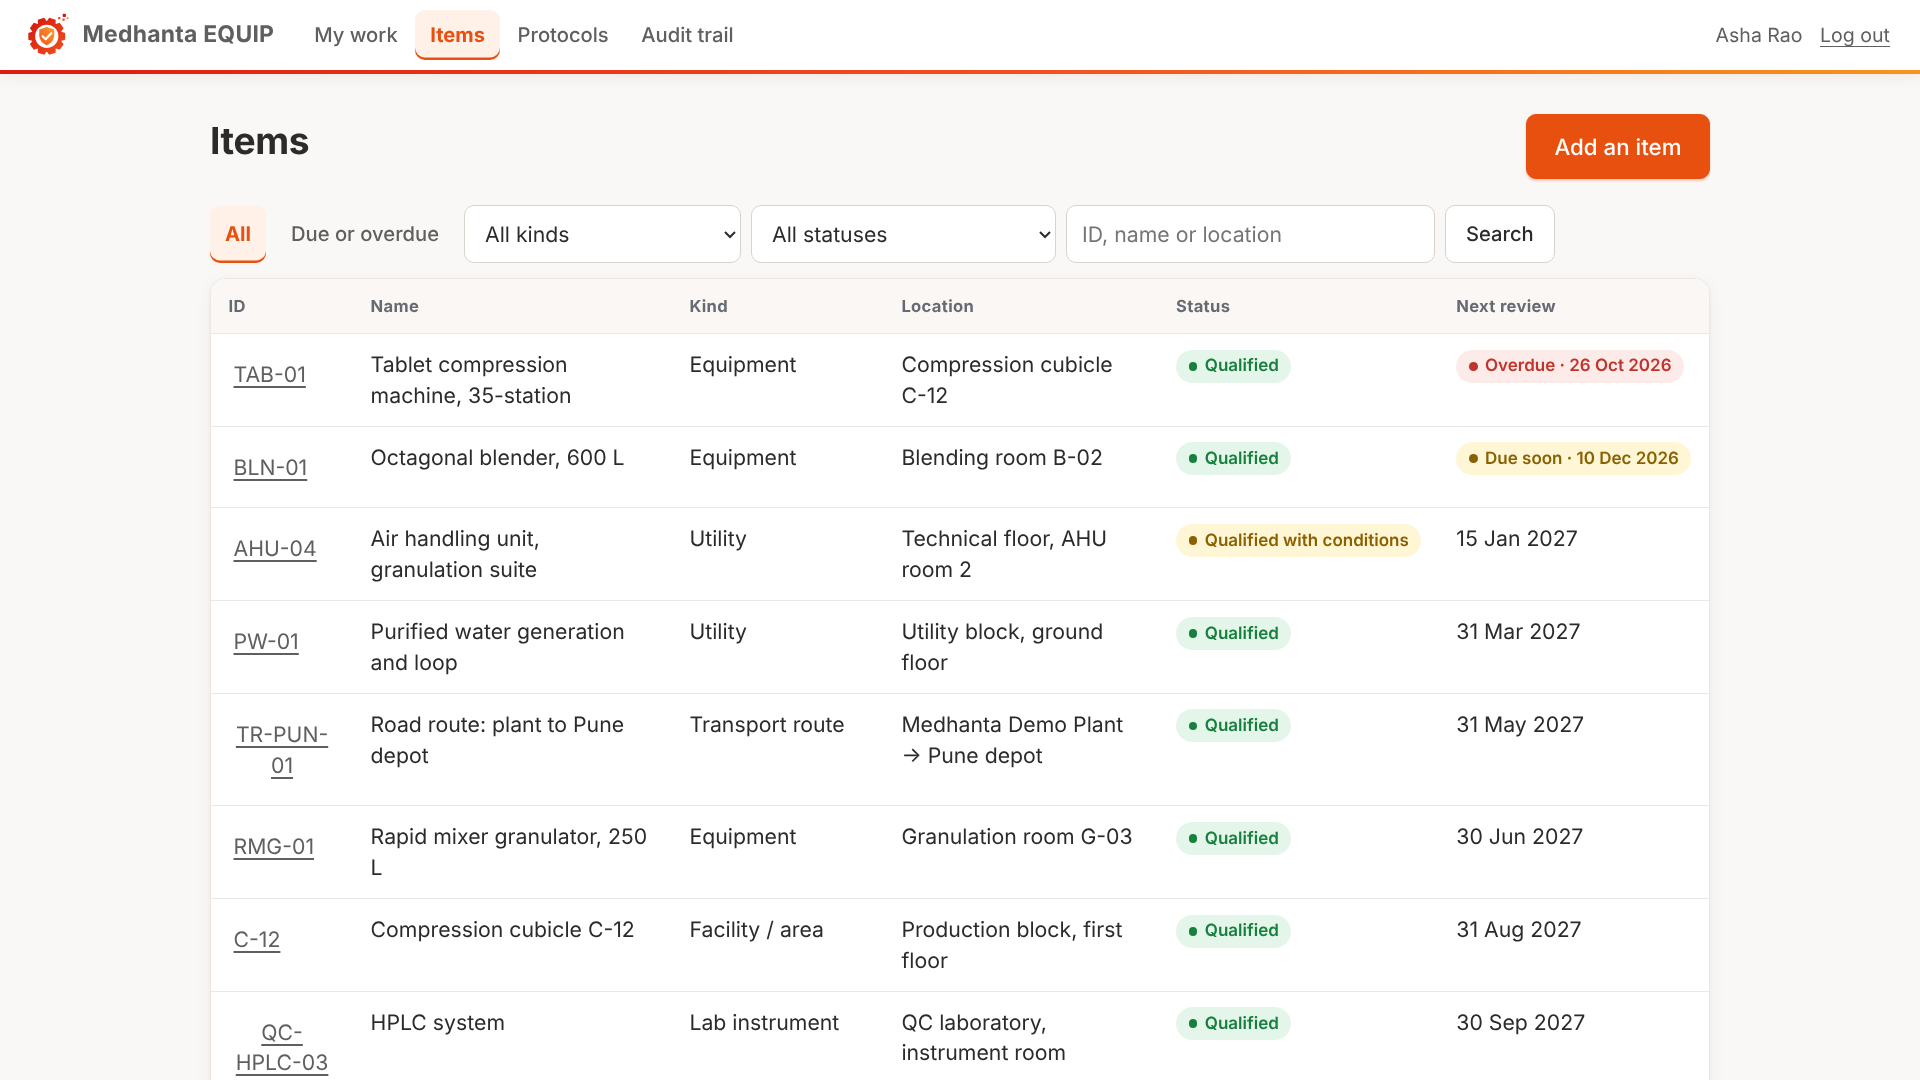 Medhanta EQUIP My work Items Protocols Audit trail Asha Rao Log out
Items
Add an item
All Due or overdue All kinds All statuses ID, name or location Search
ID Name Kind Location Status Next review
TAB-01 Tablet compression machine, 35-station Equipment Compression cubicle C-12 Qualified Overdue · 26 Oct 2026
BLN-01 Octagonal blender, 600 L Equipment Blending room B-02 Qualified Due soon · 10 Dec 2026
AHU-04 Air handling unit, granulation suite Utility Technical floor, AHU room 2 Qualified with conditions 15 Jan 2027
PW-01 Purified water generation and loop Utility Utility block, ground floor Qualified 31 Mar 2027
TR-PUN-01 Road route: plant to Pune depot Transport route Medhanta Demo Plant → Pune depot Qualified 31 May 2027
RMG-01 Rapid mixer granulator, 250 L Equipment Granulation room G-03 Qualified 30 Jun 2027
C-12 Compression cubicle C-12 Facility / area Production block, first floor Qualified 31 Aug 2027
QC-HPLC-03 HPLC system Lab instrument QC laboratory, instrument room Qualified 30 Sep 2027